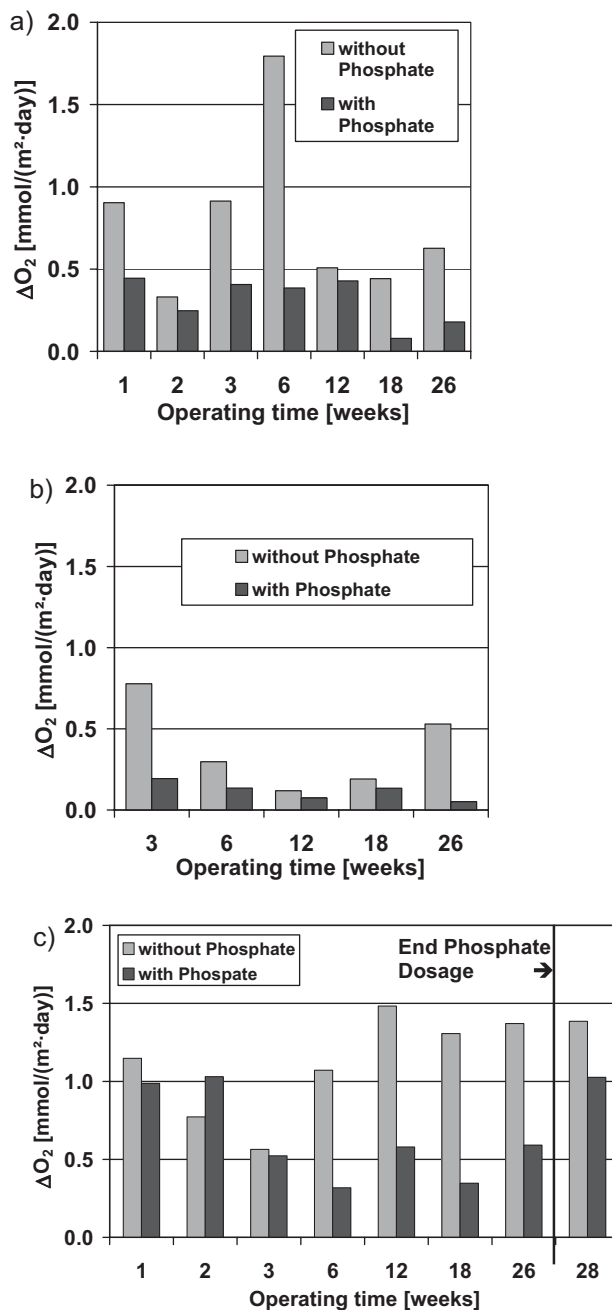 a)
ΔO₂ [mmol/(m²·day)]
2.0
1.5
1.0
0.5
0.0
without
Phosphate
with
Phosphate
1 2 3 6 12 18 26
Operating time [weeks]
b)
ΔO₂ [mmol/(m²·day)]
2.0
1.5
1.0
0.5
0.0
without Phosphate
with Phosphate
3 6 12 18 26
Operating time [weeks]
c)
ΔO₂ [mmol/(m²·day)]
2.0
1.5
1.0
0.5
0.0
without Phosphate
with Phospate
End Phosphate
Dosage →
1 2 3 6 12 18 26 28
Operating time [weeks]